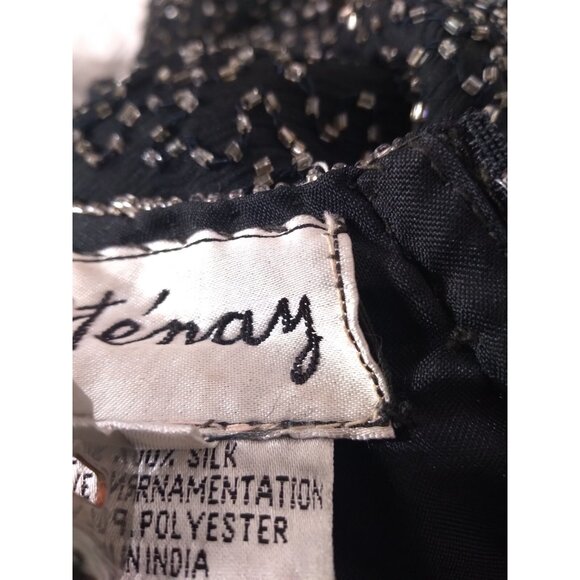 ténay
100% SILK
ORNAMENTATION
POLYESTER
IN INDIA